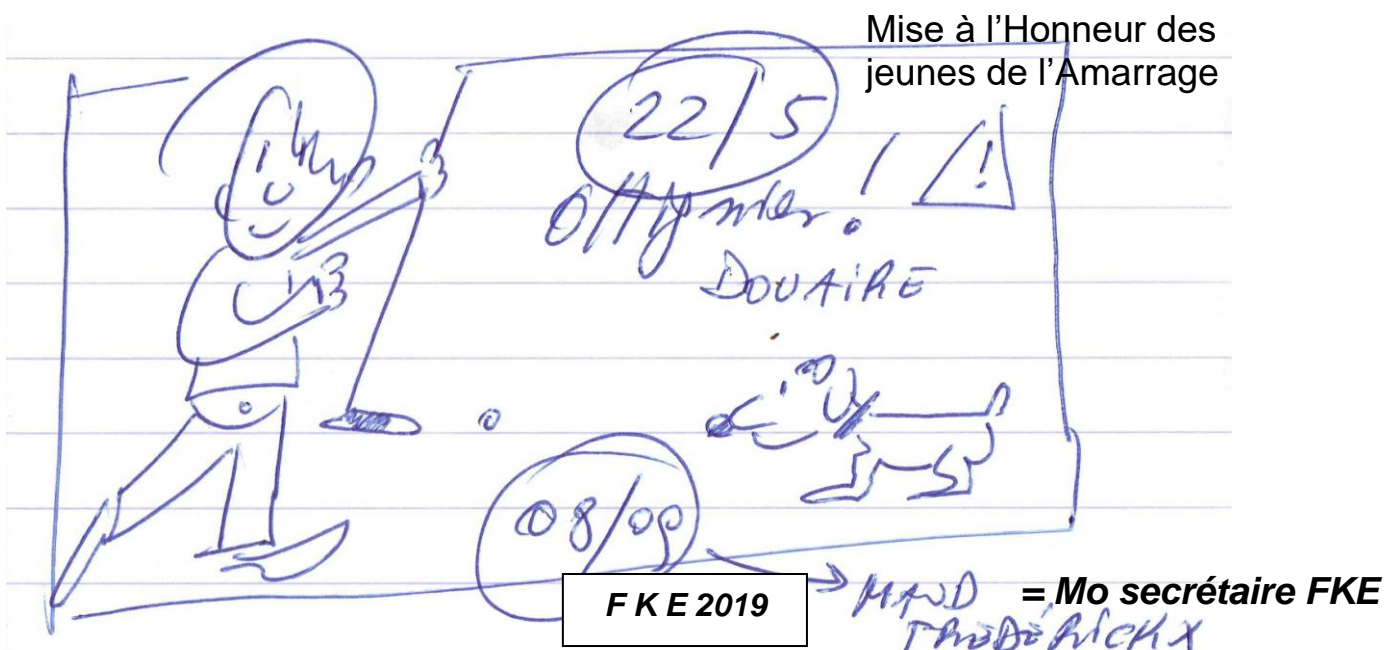 Mise à l'Honneur des
jeunes de l'Amarrage
22/5
!
!
DOUAIRE
08/09
F K E 2019
= Mo secrétaire FKE